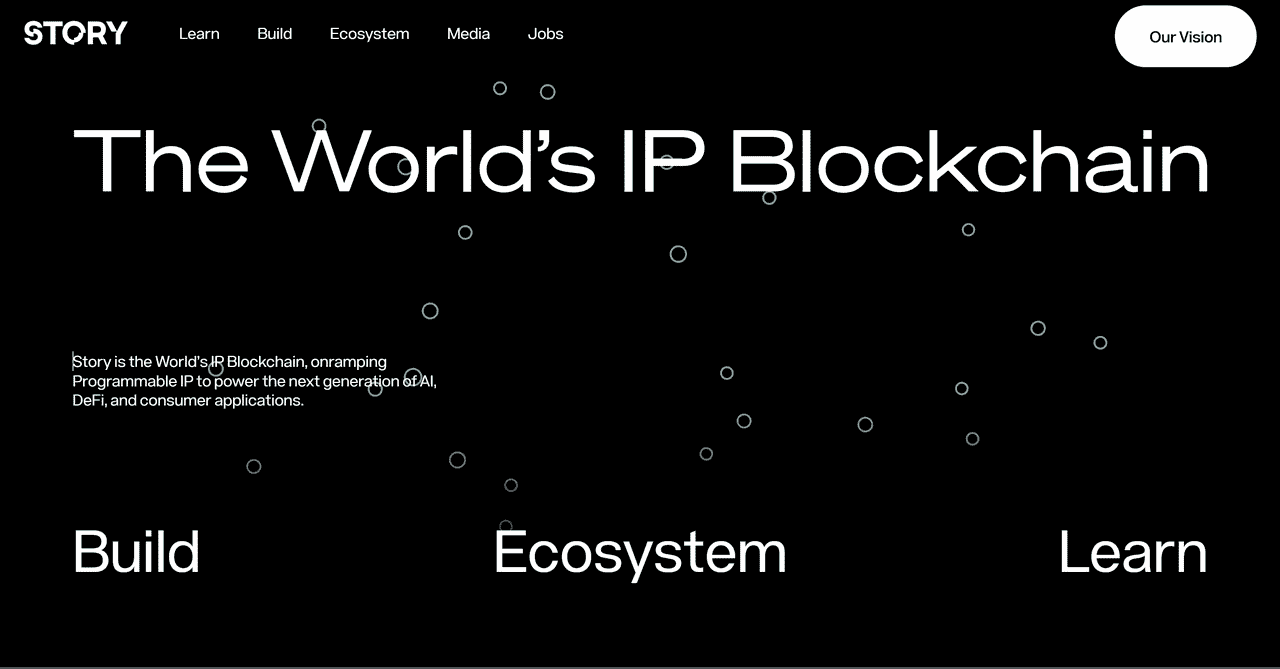 STORY Learn Build Ecosystem Media Jobs Our Vision
The World's IP Blockchain
Story is the World's IP Blockchain, onramping
Programmable IP to power the next generation of AI,
DeFi, and consumer applications.
Build Ecosystem Learn